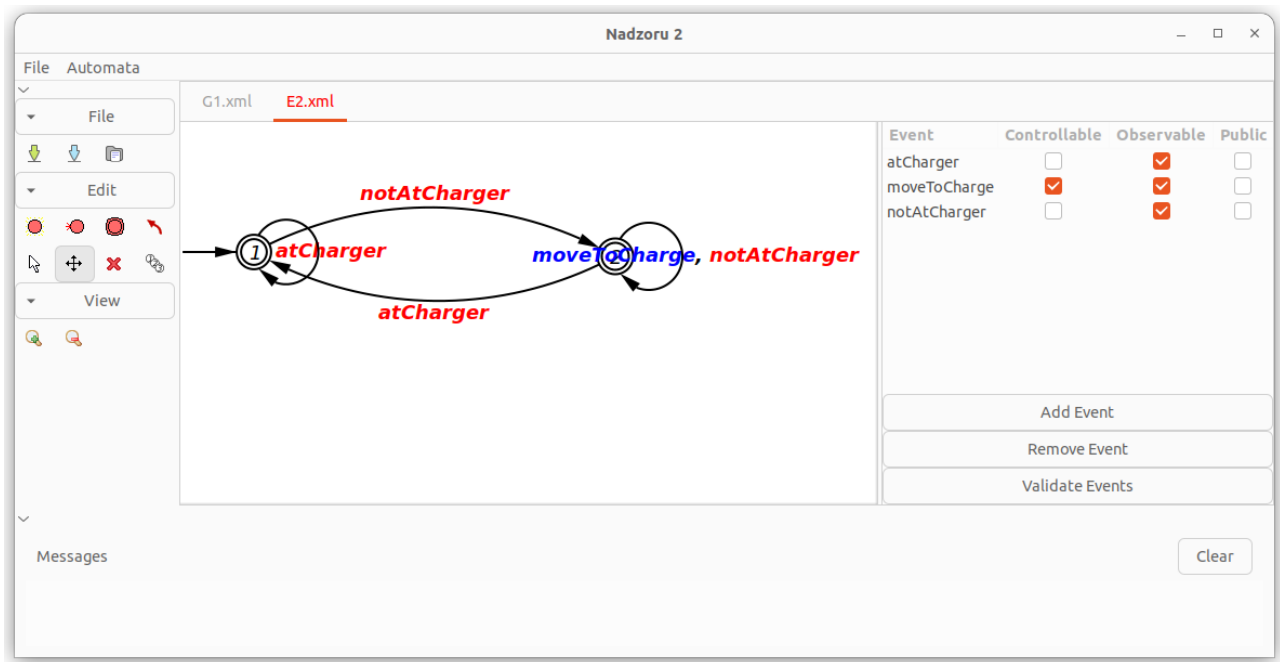 Nadzoru 2
File Automata
File
Edit
View
G1.xml E2.xml
notAtCharger
1 atCharger
moveToCharge, notAtCharger
2
atCharger
Event Controllable Observable Public
atCharger
moveToCharge
notAtCharger
Add Event
Remove Event
Validate Events
Messages
Clear